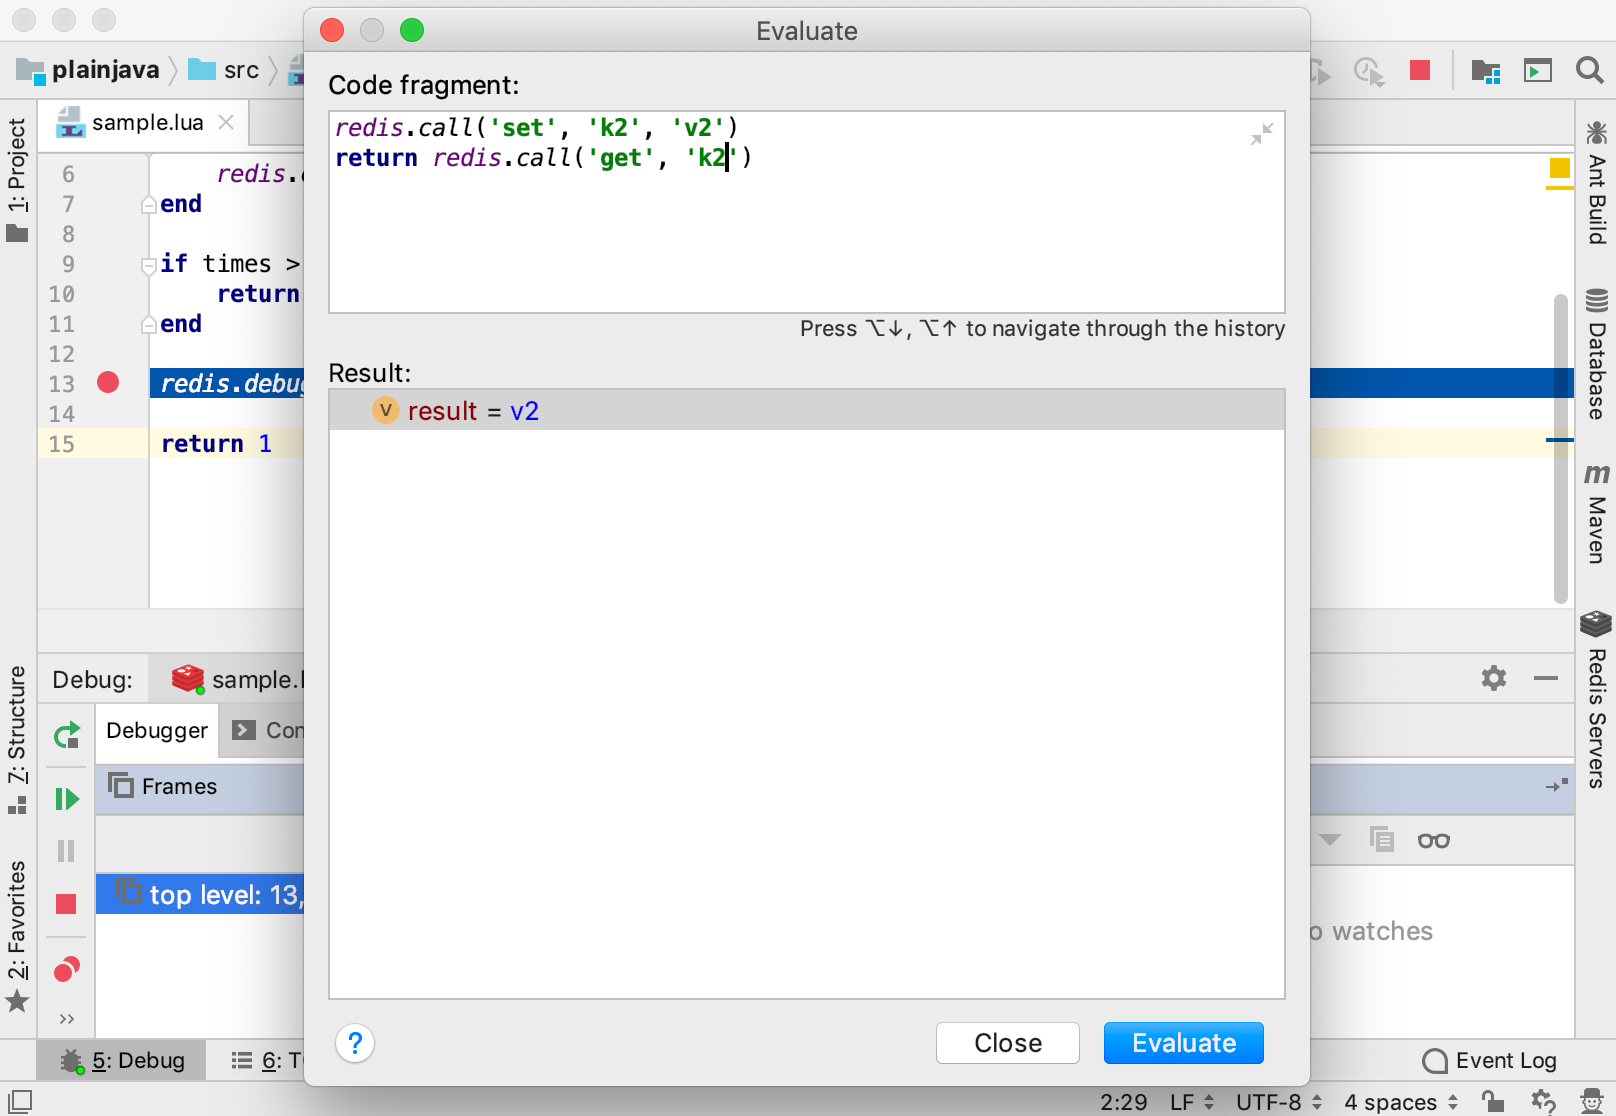 Evaluate
plainjava
src
Code fragment:
sample.lua
redis.call('set', 'k2', 'v2')
return redis.call('get', 'k2')
Press ⌥↓, ⌥↑ to navigate through the history
Result:
result = v2
6 redis.
7 end
8
9 if times >
10 return
11 end
12
13 redis.debug
14
15 return 1
1: Project
7: Structure
2: Favorites
Ant Build
Database
m Maven
Redis Servers
Debug:
sample.
Debugger
Con
Frames
top level: 13,
watches
?
Close
Evaluate
5: Debug
6: T
Event Log
2:29 LF UTF-8 4 spaces